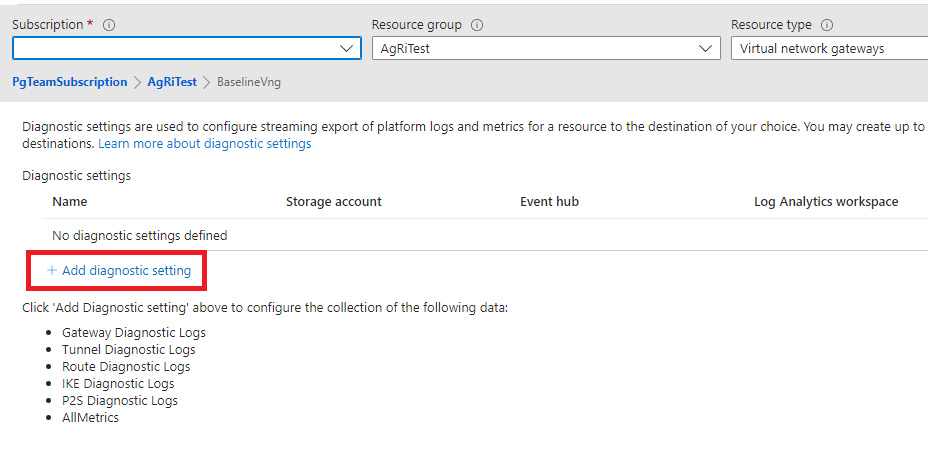 Subscription * Resource group Resource type
AgRiTest Virtual network gateways
PgTeamSubscription > AgRiTest > BaselineVng
Diagnostic settings are used to configure streaming export of platform logs and metrics for a resource to the destination of your choice. You may create up to
destinations. Learn more about diagnostic settings
Diagnostic settings
Name Storage account Event hub Log Analytics workspace
No diagnostic settings defined
+ Add diagnostic setting
Click 'Add Diagnostic setting' above to configure the collection of the following data:
• Gateway Diagnostic Logs
• Tunnel Diagnostic Logs
• Route Diagnostic Logs
• IKE Diagnostic Logs
• P2S Diagnostic Logs
• AllMetrics